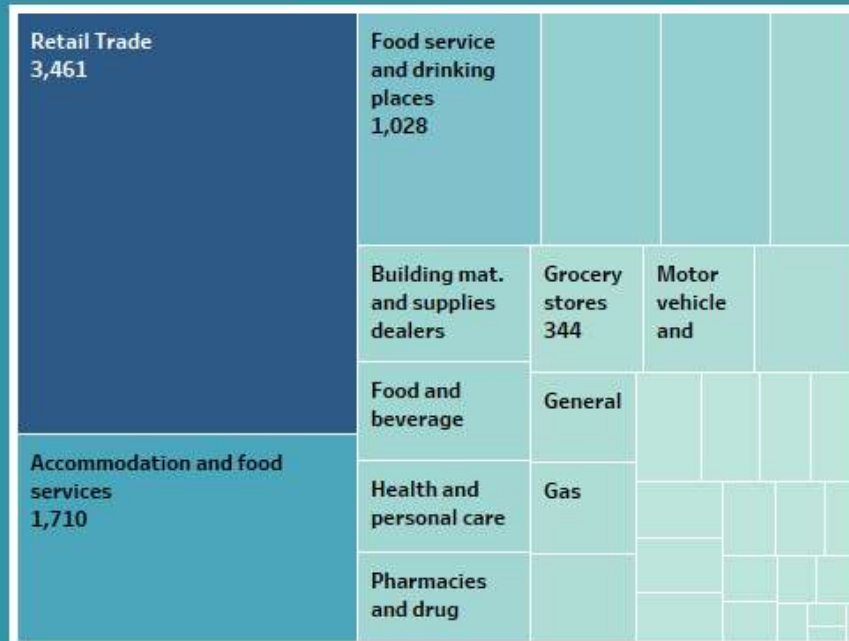 Retail Trade
3,461
Food service
and drinking
places
1,028
Building mat.
and supplies
dealers
Grocery
stores
344
Motor
vehicle
and
Food and
beverage
General
Accommodation and food
services
1,710
Health and
personal care
Gas
Pharmacies
and drug